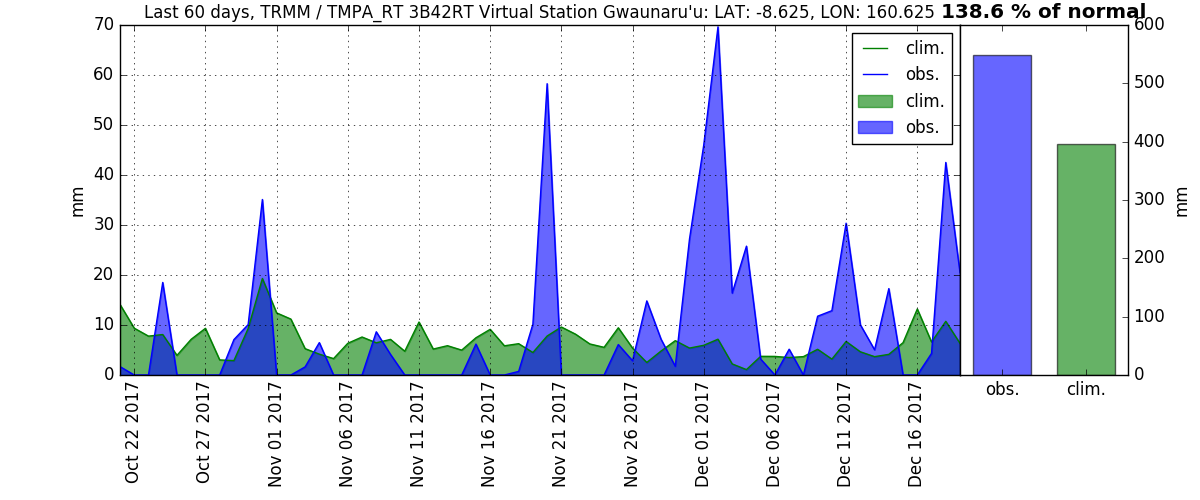 Last 60 days, TRMM / TMPA_RT 3B42RT Virtual Station Gwaunaru'u: LAT: -8.625, LON: 160.625 138.6 % of normal
70
60
50
40
30
20
10
0
mm
clim.
obs.
clim.
obs.
600
500
400
300
200
100
0
mm
Oct 22 2017
Oct 27 2017
Nov 01 2017
Nov 06 2017
Nov 11 2017
Nov 16 2017
Nov 21 2017
Nov 26 2017
Dec 01 2017
Dec 06 2017
Dec 11 2017
Dec 16 2017
obs.
clim.